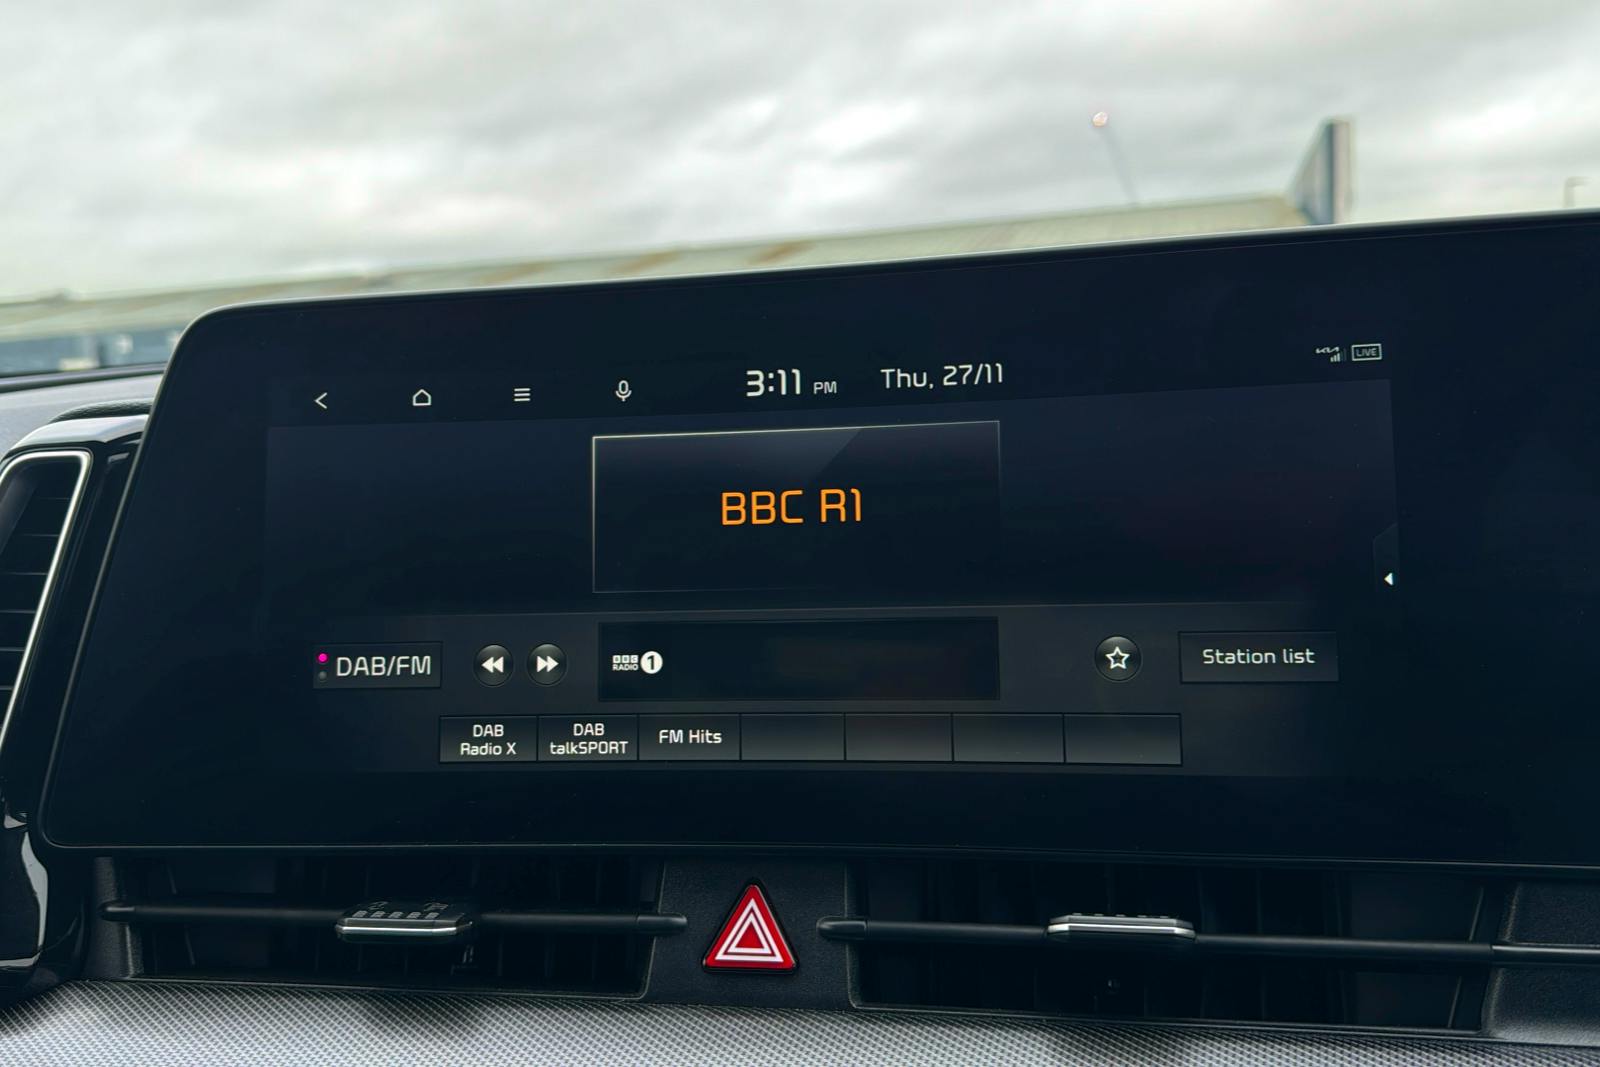 3:11 PM
Thu, 27/11
KIA
LIVE
BBC R1
DAB/FM
BBC
RADIO 1
Station list
DAB
Radio X
DAB
talkSPORT
FM Hits